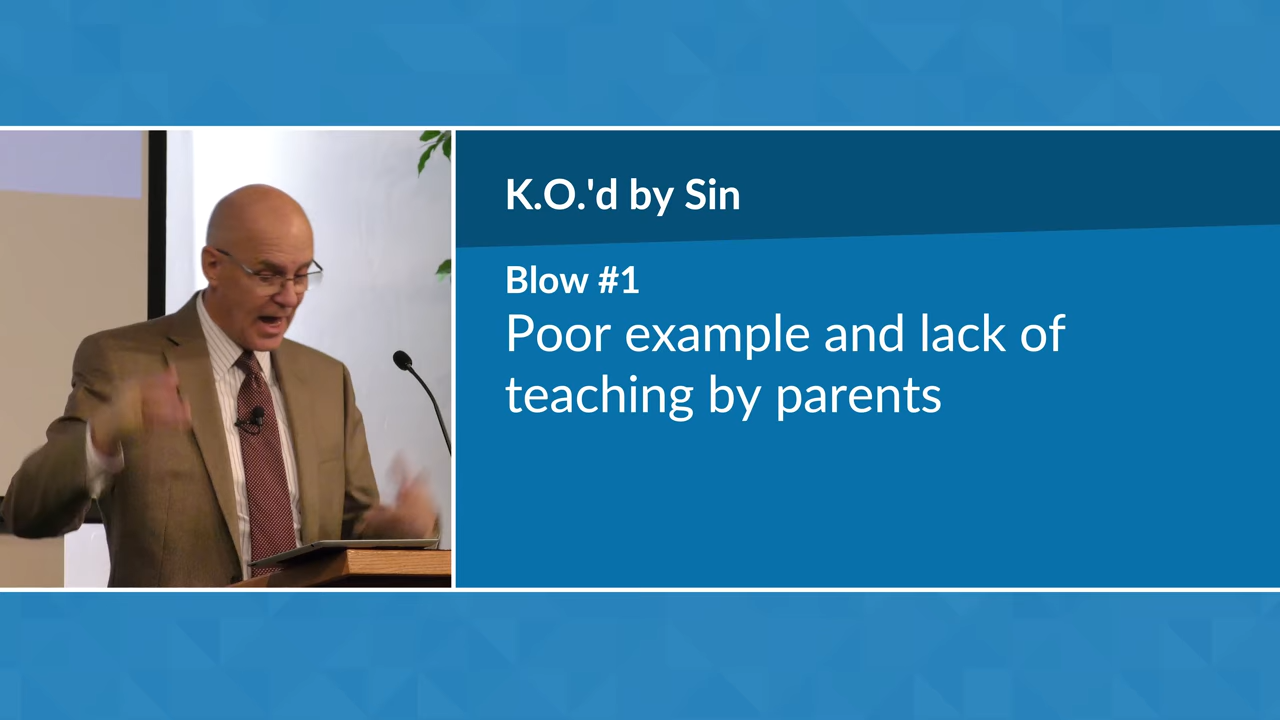 K.O.'d by Sin
Blow #1
Poor example and lack of
teaching by parents